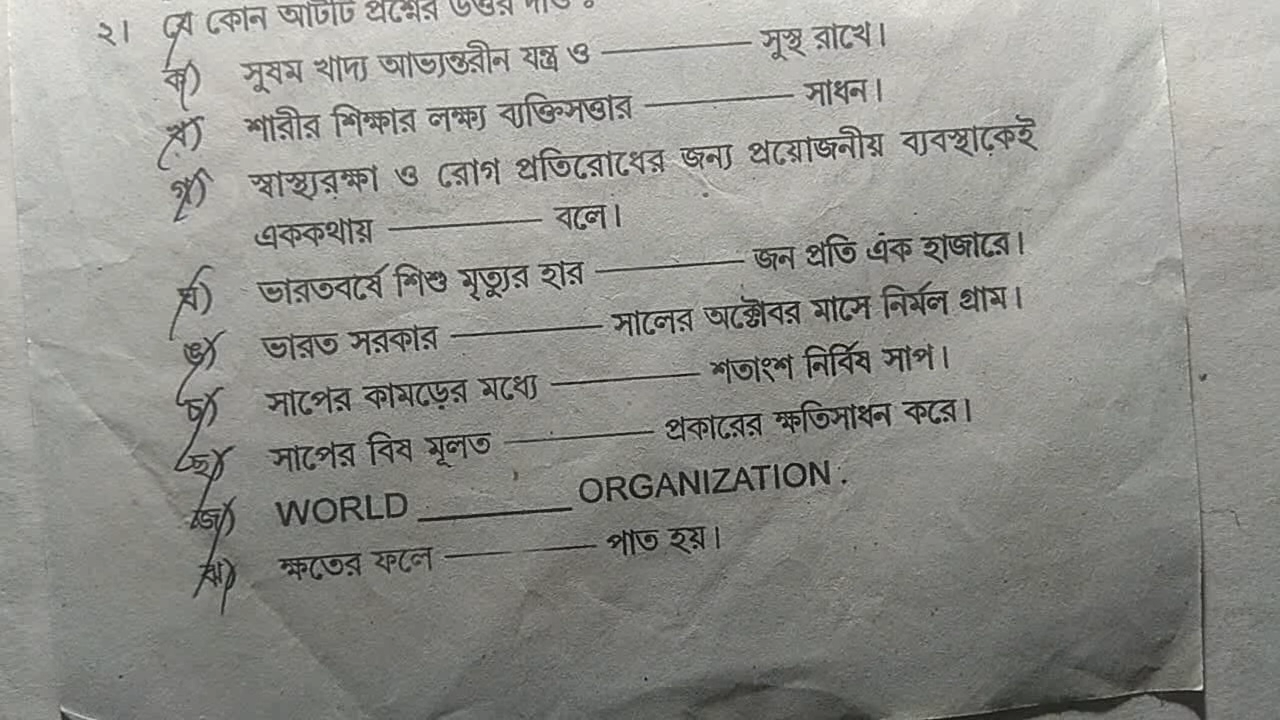 ২। যে কোন আটটি প্রশ্নের উত্তর দাও :
ক) সুষম খাদ্য আভ্যন্তরীন যন্ত্র ও ———— সুস্থ রাখে।
খ) শারীর শিক্ষার লক্ষ্য ব্যক্তিসত্তার ———— সাধন।
গ) স্বাস্থ্যরক্ষা ও রোগ প্রতিরোধের জন্য প্রয়োজনীয় ব্যবস্থাকেই
এককথায় ———— বলে।
ঘ) ভারতবর্ষে শিশু মৃত্যুর হার ———— জন প্রতি এক হাজারে।
ঙ) ভারত সরকার ———— সালের অক্টোবর মাসে নির্মল গ্রাম।
চ) সাপের কামড়ের মধ্যে ———— শতাংশ নির্বিষ সাপ।
ছ) সাপের বিষ মূলত ———— প্রকারের ক্ষতিসাধন করে।
জ) WORLD ________ ORGANIZATION.
ঝ) ক্ষতের ফলে ———— পাত হয়।